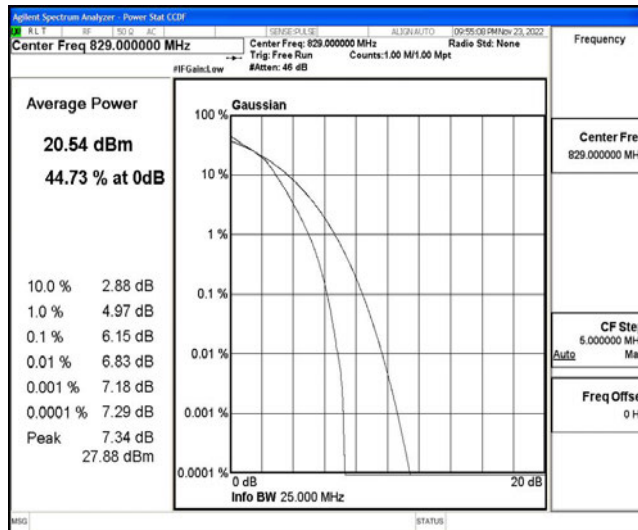 Agilent Spectrum Analyzer - Power Stat CCDF
R L T RF 50 Ω AC SENSE:PULSE ALIGN AUTO 09:55:08 PM Nov 23, 2022
Center Freq 829.000000 MHz
Center Freq: 829.000000 MHz Radio Std: None
Trig: Free Run Counts:1.00 M/1.00 Mpt
#IFGain:Low #Atten: 46 dB
Frequency
Average Power
20.54 dBm
44.73 % at 0dB
10.0 % 2.88 dB
1.0 % 4.97 dB
0.1 % 6.15 dB
0.01 % 6.83 dB
0.001 % 7.18 dB
0.0001 % 7.29 dB
Peak 7.34 dB
27.88 dBm
Gaussian
100 %
10 %
1 %
0.1 %
0.01 %
0.001 %
0.0001 %
0 dB 20 dB
Info BW 25.000 MHz
Center Fre
829.000000 MH
CF Ste
5.000000 MH
Auto Ma
Freq Offse
0 H
MSG STATUS